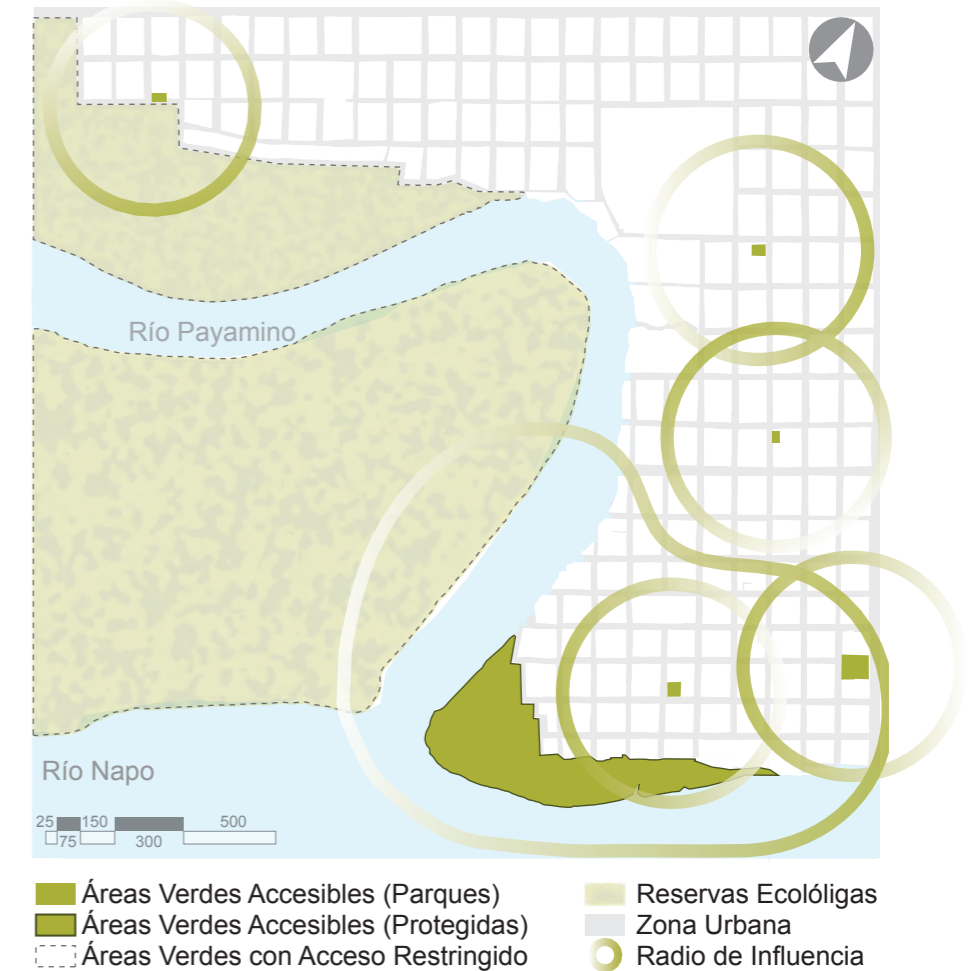 Río Payamino
Río Napo
25 150 500
75 300
Áreas Verdes Accesibles (Parques)
Áreas Verdes Accesibles (Protegidas)
Áreas Verdes con Acceso Restringido
Reservas Ecolóligas
Zona Urbana
Radio de Influencia